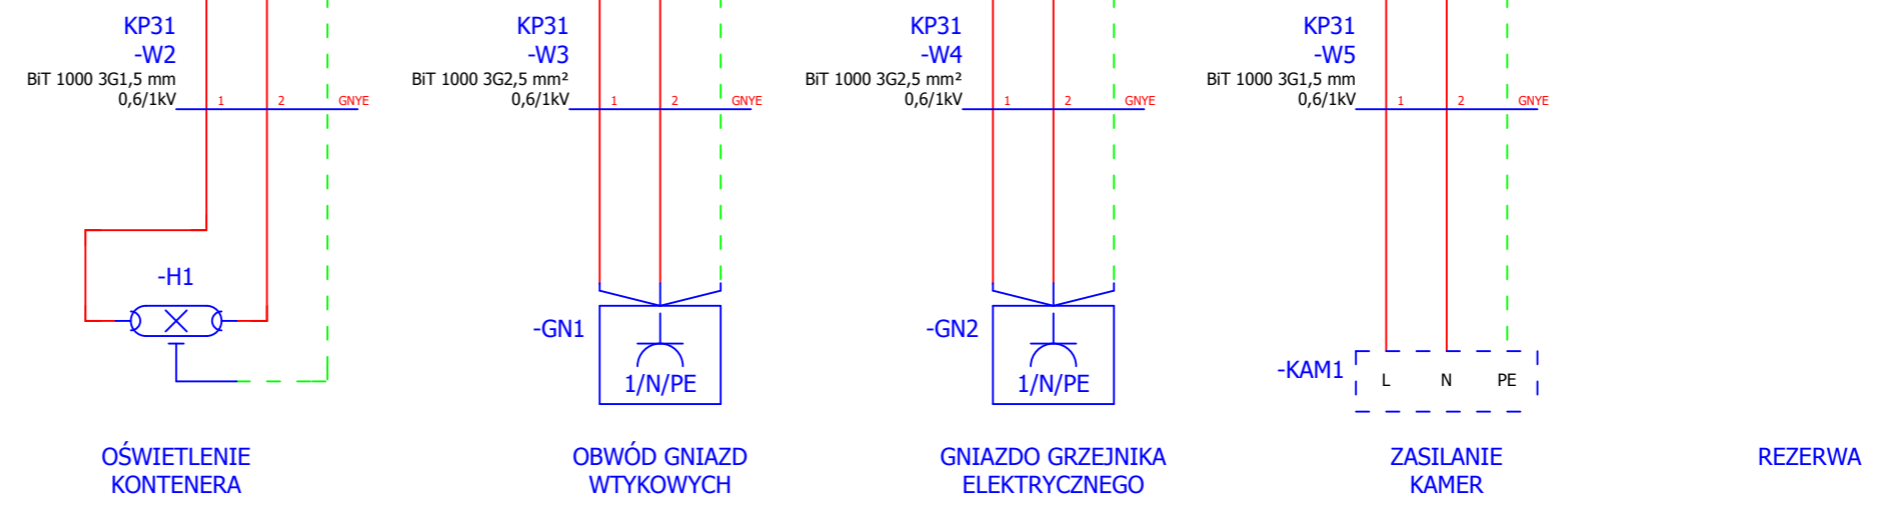 KP31
-W2
BiT 1000 3G1,5 mm
0,6/1kV
1
2
GNYE
-H1
OŚWIETLENIE
KONTENERA
KP31
-W3
BiT 1000 3G2,5 mm²
0,6/1kV
1
2
GNYE
-GN1
1/N/PE
OBWÓD GNIAZD
WTYKOWYCH
KP31
-W4
BiT 1000 3G2,5 mm²
0,6/1kV
1
2
GNYE
-GN2
1/N/PE
GNIAZDO GRZEJNIKA
ELEKTRYCZNEGO
KP31
-W5
BiT 1000 3G1,5 mm
0,6/1kV
1
2
GNYE
-KAM1
L
N
PE
ZASILANIE
KAMER
REZERWA